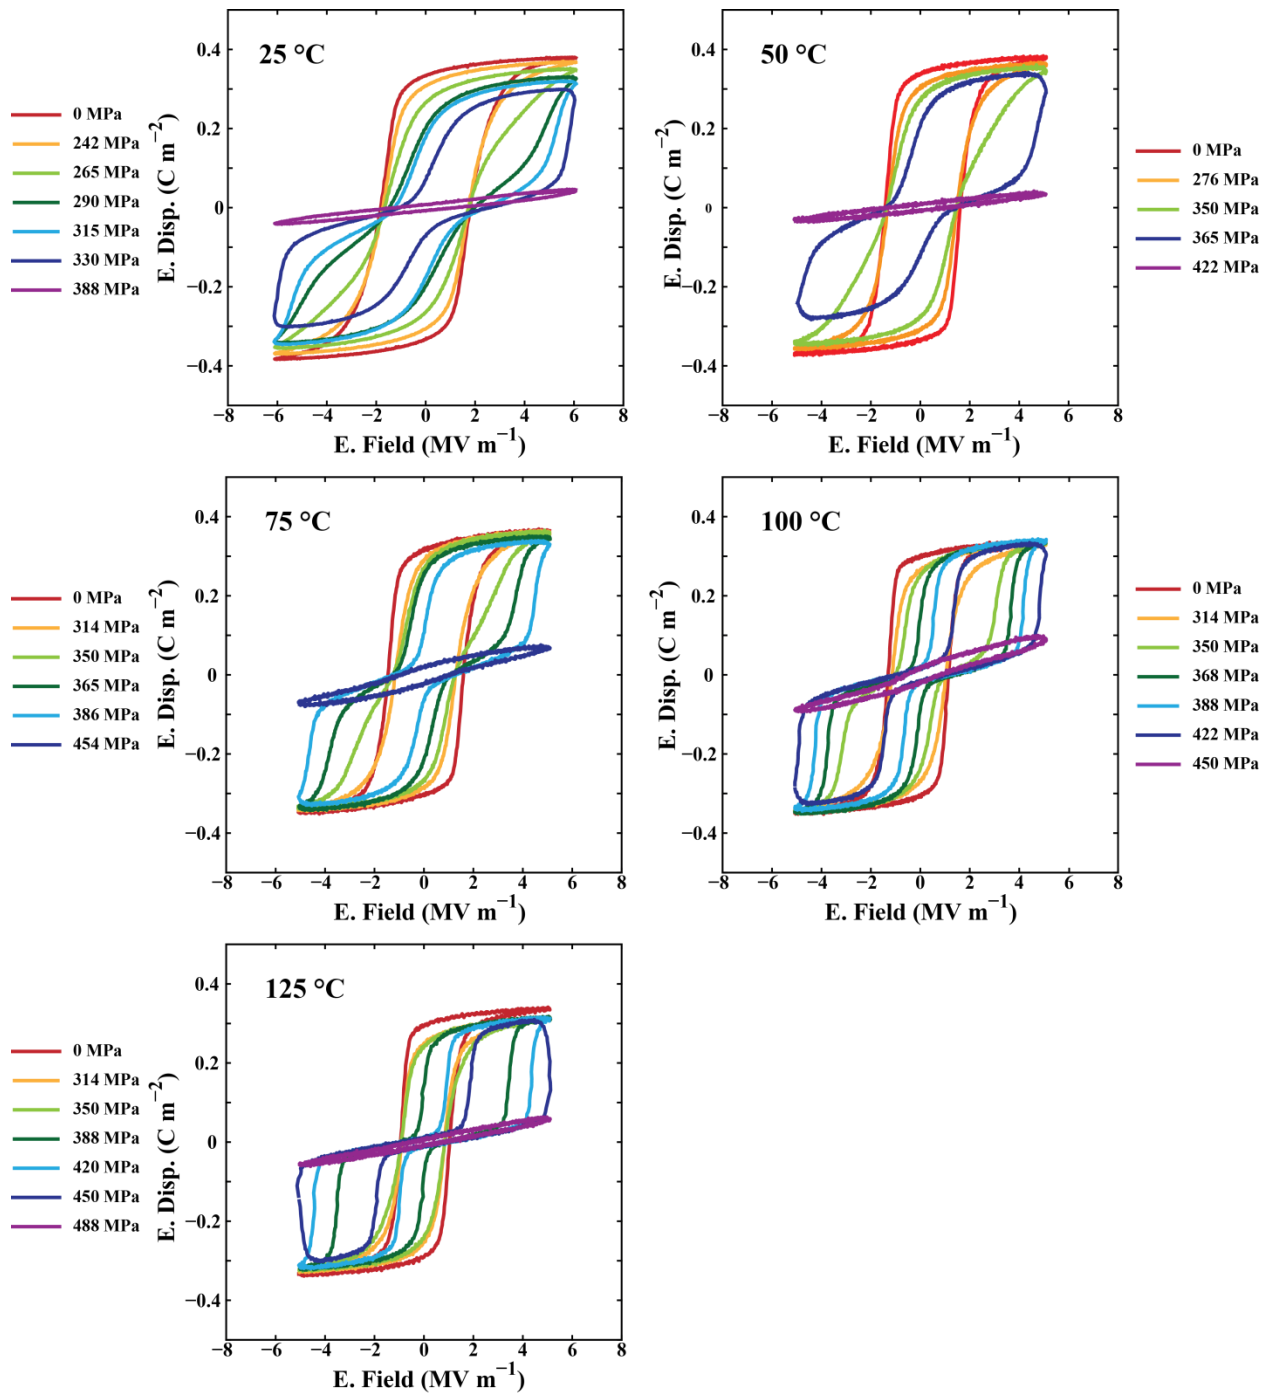 25 °C
0 MPa
242 MPa
265 MPa
290 MPa
315 MPa
330 MPa
388 MPa
E. Disp. (C m−2)
0.4
0.2
0
−0.2
−0.4
−8 −6 −4 −2 0 2 4 6 8
E. Field (MV m−1)
50 °C
E. Disp. (C m−2)
0.4
0.2
0
−0.2
−0.4
−8 −6 −4 −2 0 2 4 6 8
E. Field (MV m−1)
0 MPa
276 MPa
350 MPa
365 MPa
422 MPa
75 °C
0 MPa
314 MPa
350 MPa
365 MPa
386 MPa
454 MPa
E. Disp. (C m−2)
0.4
0.2
0
−0.2
−0.4
−8 −6 −4 −2 0 2 4 6 8
E. Field (MV m−1)
100 °C
E. Disp. (C m−2)
0.4
0.2
0
−0.2
−0.4
−8 −6 −4 −2 0 2 4 6 8
E. Field (MV m−1)
0 MPa
314 MPa
350 MPa
368 MPa
388 MPa
422 MPa
450 MPa
125 °C
0 MPa
314 MPa
350 MPa
388 MPa
420 MPa
450 MPa
488 MPa
E. Disp. (C m−2)
0.4
0.2
0
−0.2
−0.4
−8 −6 −4 −2 0 2 4 6 8
E. Field (MV m−1)